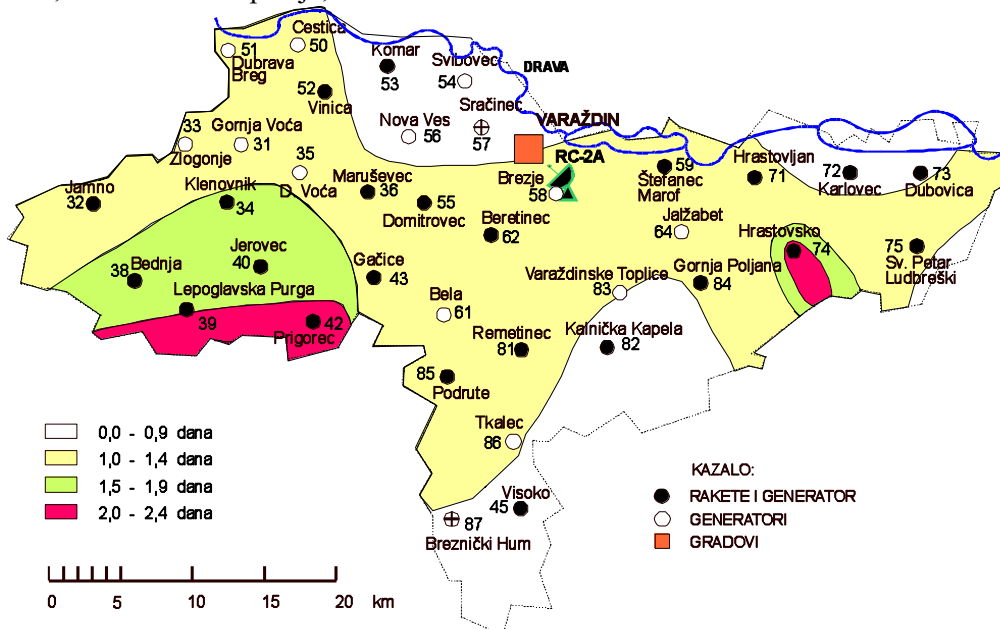 Cestica
50
51
Dubrava
Breg
Komar
53
Svibovec
54
DRAVA
52
Vinica
Sračinec
57
VARAŽDIN
Nova Ves
56
33
Zlogonje
Gornja Voća
31
35
D. Voća
RC-2A
Brezje
58
59
Štefanec
Marof
Hrastovljan
71
72
Karlovec
73
Dubovica
Jamno
32
Klenovnik
34
Maruševec
36
55
Domitrovec
Beretinec
62
Jalžabet
64
Hrastovsko
74
75
Sv. Petar
Ludbreški
38
Bednja
Jerovec
40
Gačice
43
Varaždinske Toplice
83
Gornja Poljana
84
Lepoglavska Purga
39
Prigorec
42
Bela
61
Remetinec
81
Kalnička Kapela
82
85
Podrute
Tkalec
86
Visoko
45
87
Breznički Hum
0,0 - 0,9 dana
1,0 - 1,4 dana
1,5 - 1,9 dana
2,0 - 2,4 dana
KAZALO:
RAKETE I GENERATOR
GENERATORI
GRADOVI
0 5 10 15 20 km